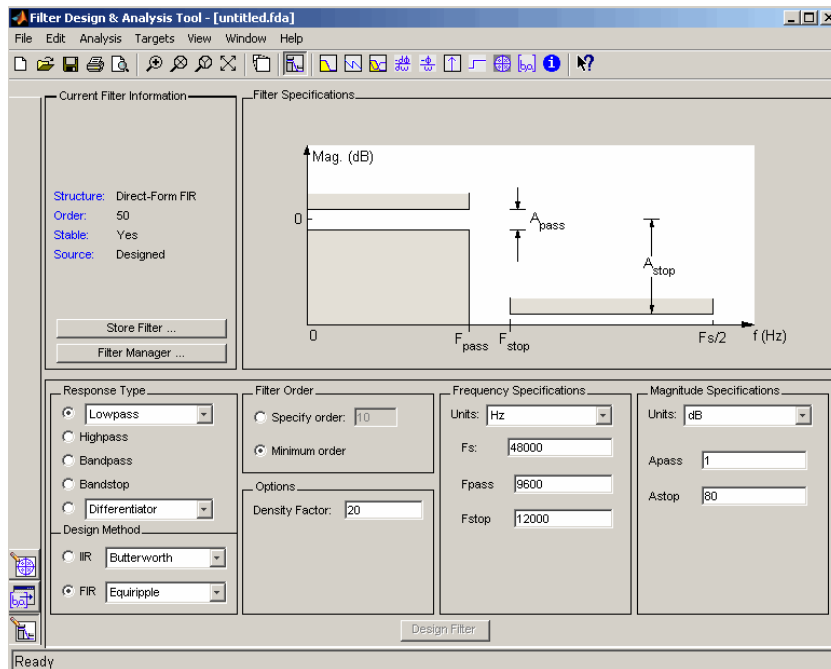 Filter Design & Analysis Tool - [untitled.fda]
File Edit Analysis Targets View Window Help
Current Filter Information
Structure: Direct-Form FIR
Order: 50
Stable: Yes
Source: Designed
Store Filter ...
Filter Manager ...
Filter Specifications
Mag. (dB)
0
A pass
A stop
0
F pass
F stop
Fs/2
f (Hz)
Response Type
Lowpass
Highpass
Bandpass
Bandstop
Differentiator
Design Method
IIR Butterworth
FIR Equiripple
Filter Order
Specify order: 10
Minimum order
Options
Density Factor: 20
Frequency Specifications
Units: Hz
Fs: 48000
Fpass 9600
Fstop 12000
Magnitude Specifications
Units: dB
Apass 1
Astop 80
Design Filter
Ready